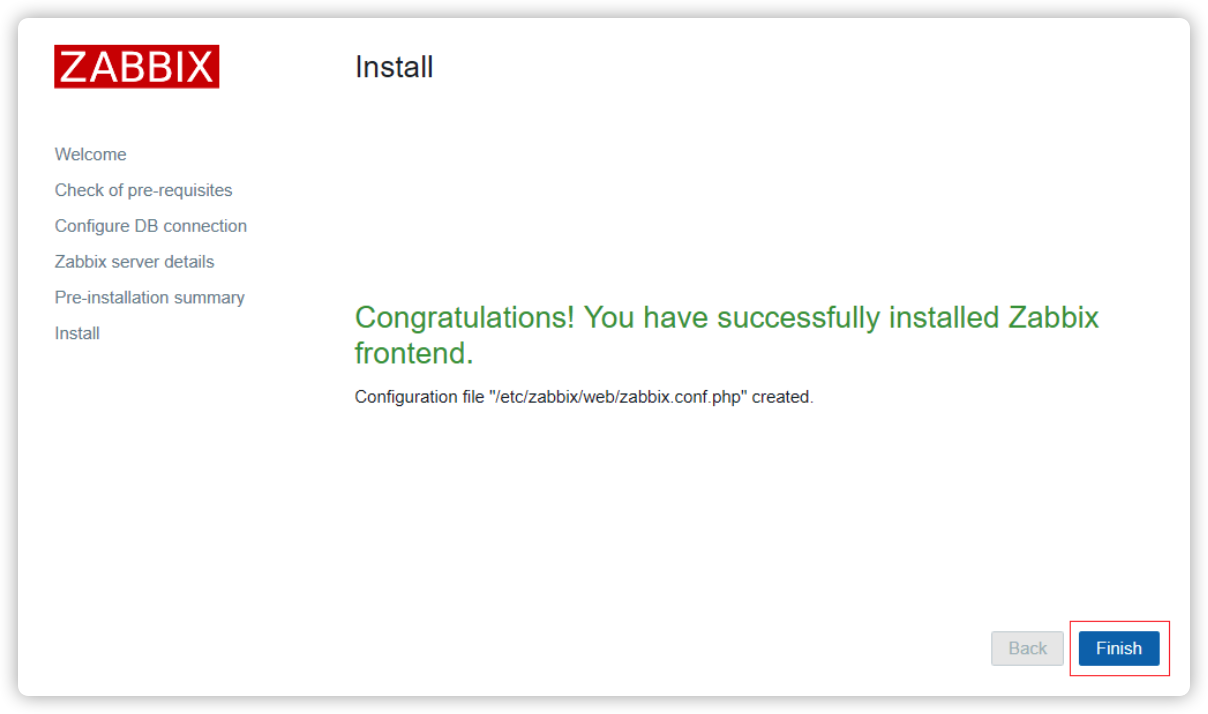 ZABBIX
Install
Welcome
Check of pre-requisites
Configure DB connection
Zabbix server details
Pre-installation summary
Install
Congratulations! You have successfully installed Zabbix
frontend.
Configuration file "/etc/zabbix/web/zabbix.conf.php" created.
Back
Finish